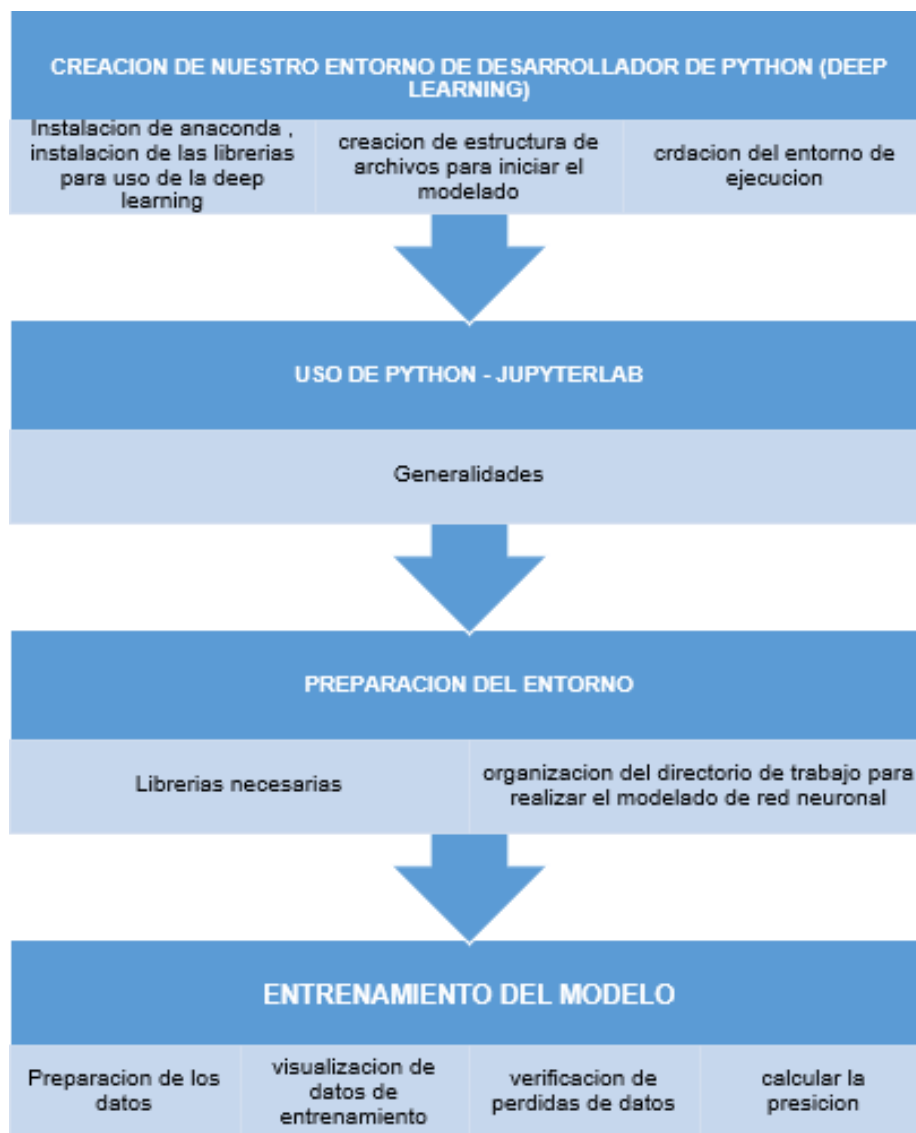 CREACION DE NUESTRO ENTORNO DE DESARROLLADOR DE PYTHON (DEEP
LEARNING)
Instalacion de anaconda ,
instalacion de las librerias
para uso de la deep
learning
creacion de estructura de
archivos para iniciar el
modelado
crdacion del entorno de
ejecucion
USO DE PYTHON - JUPYTERLAB
Generalidades
PREPARACION DEL ENTORNO
Librerias necesarias
organizacion del directorio de trabajo para
realizar el modelado de red neuronal
ENTRENAMIENTO DEL MODELO
Preparacion de los
datos
visualizacion de
datos de
entrenamiento
verificacion de
perdidas de datos
calcular la
presicion